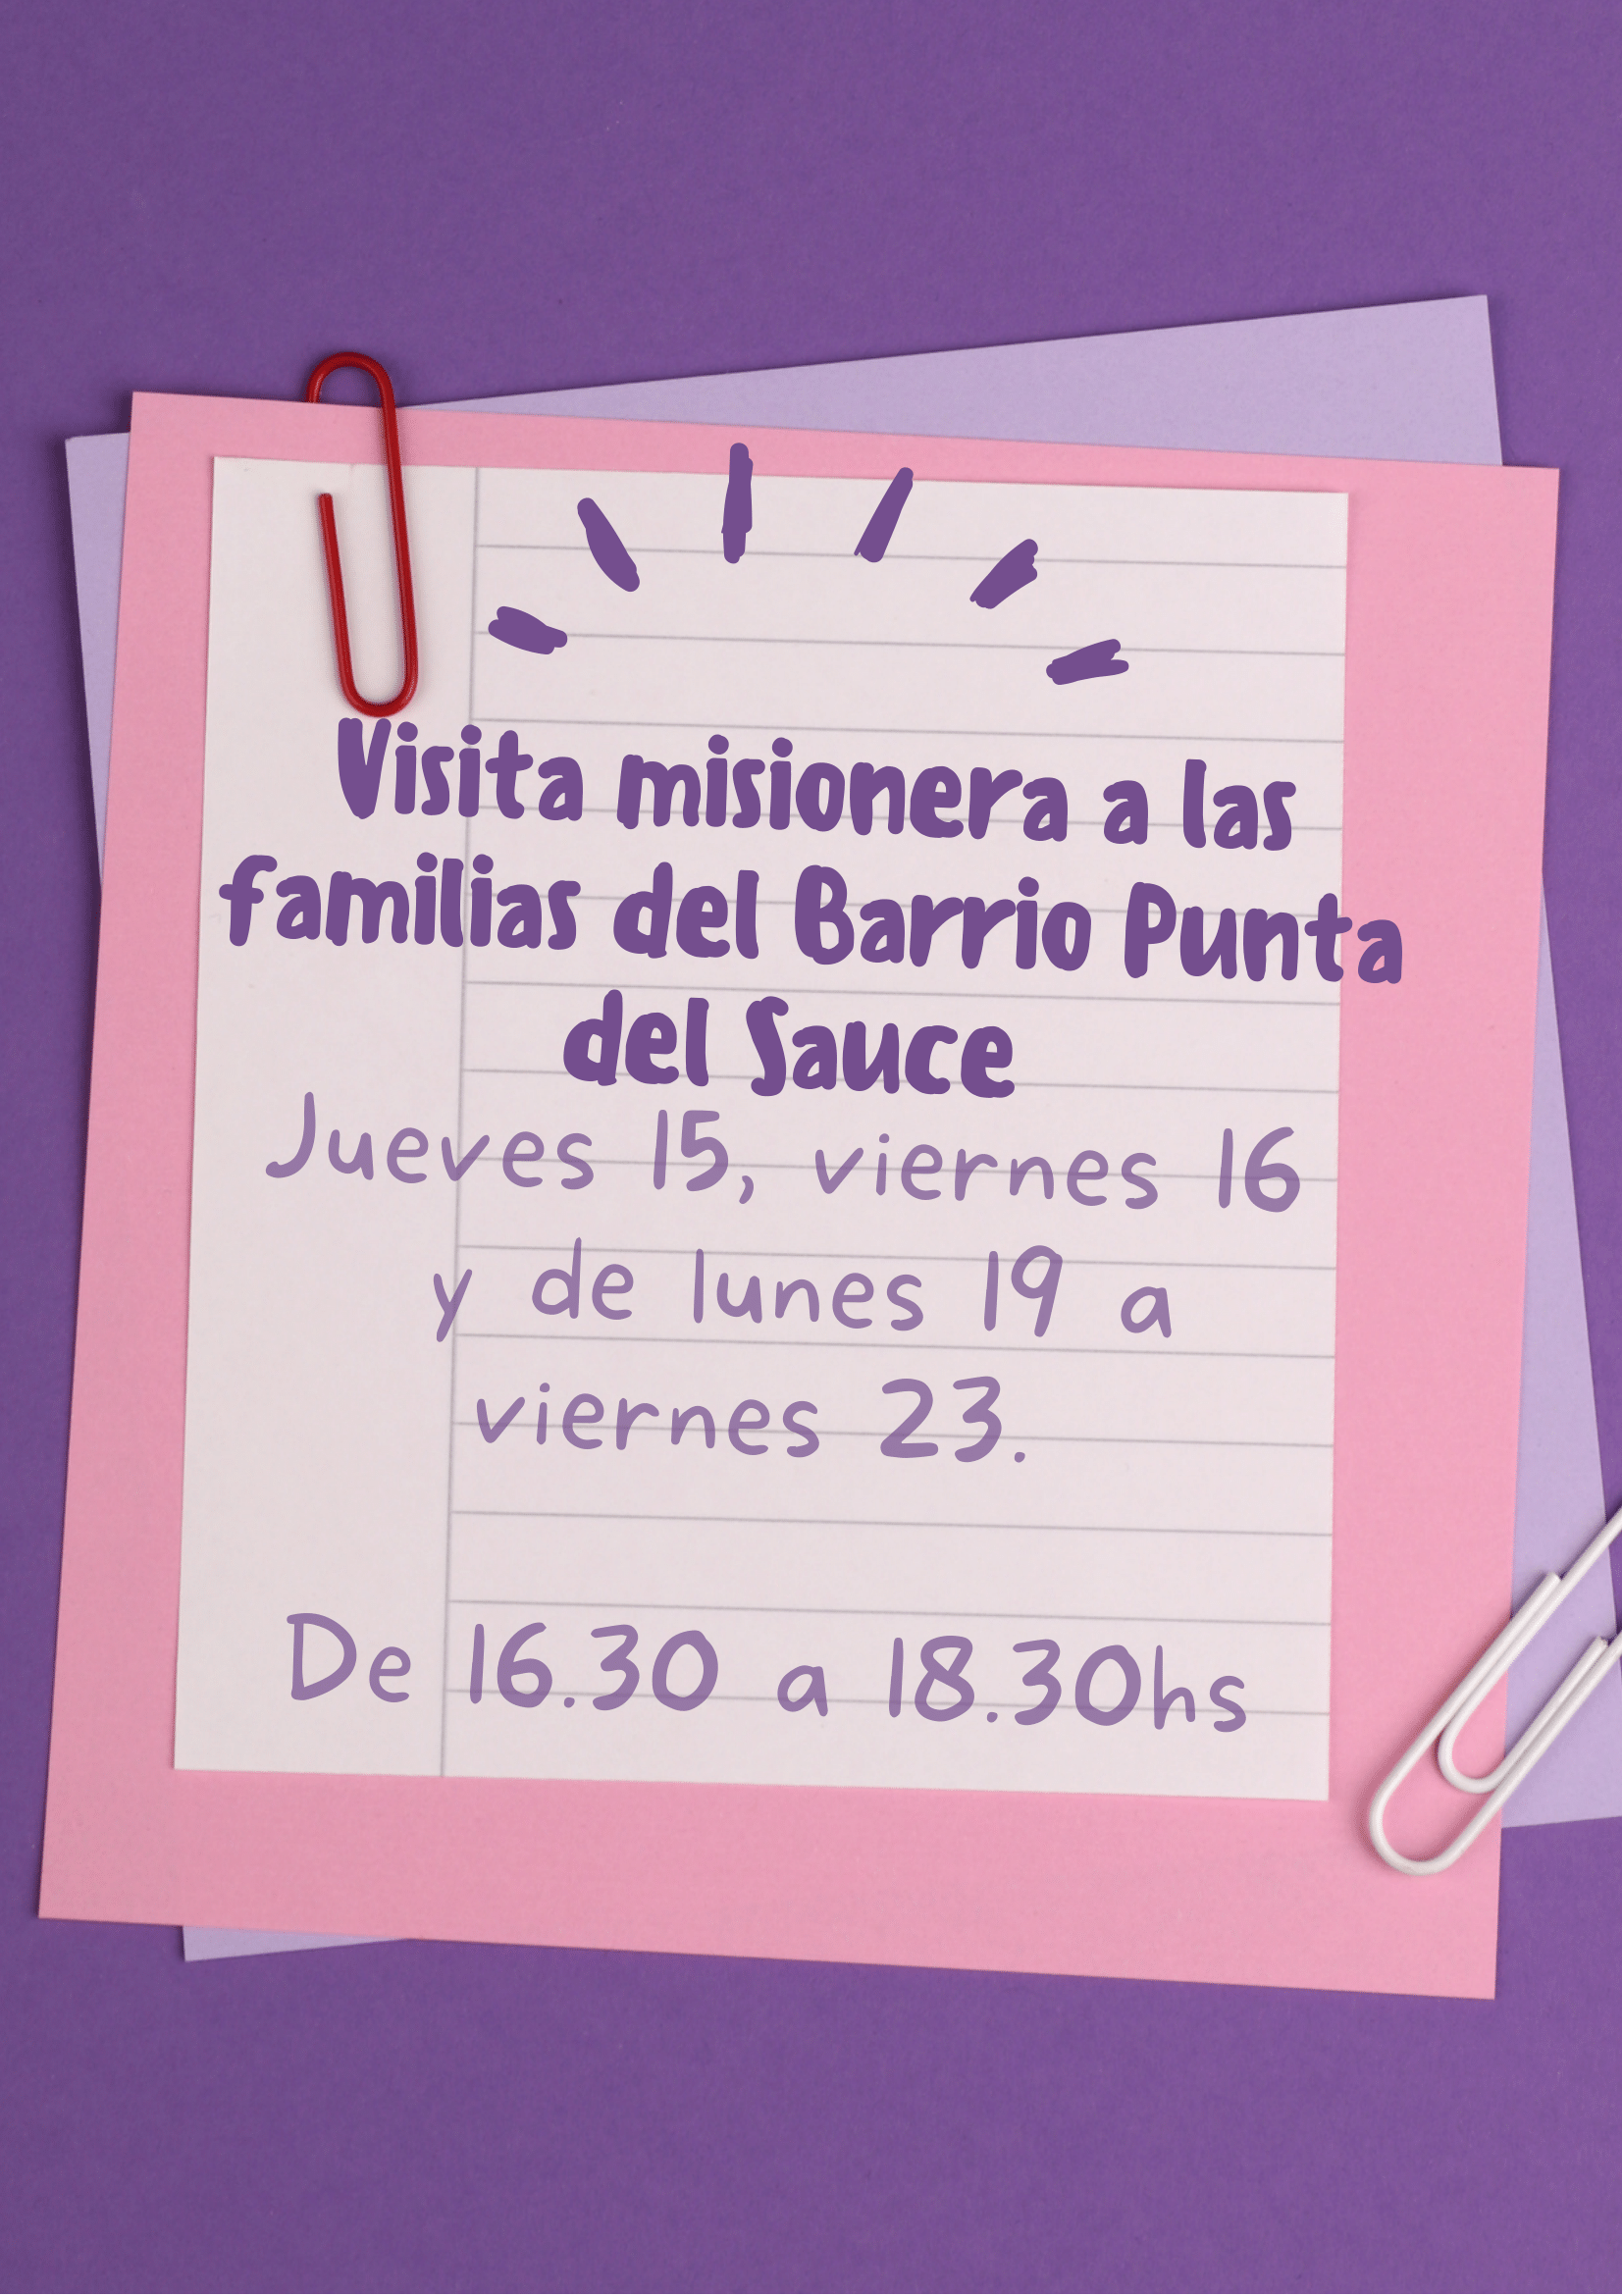 Visita misionera a las
familias del Barrio Punta
del Sauce
Jueves 15, viernes 16
y de lunes 19 a
viernes 23.
De 16.30 a 18.30hs